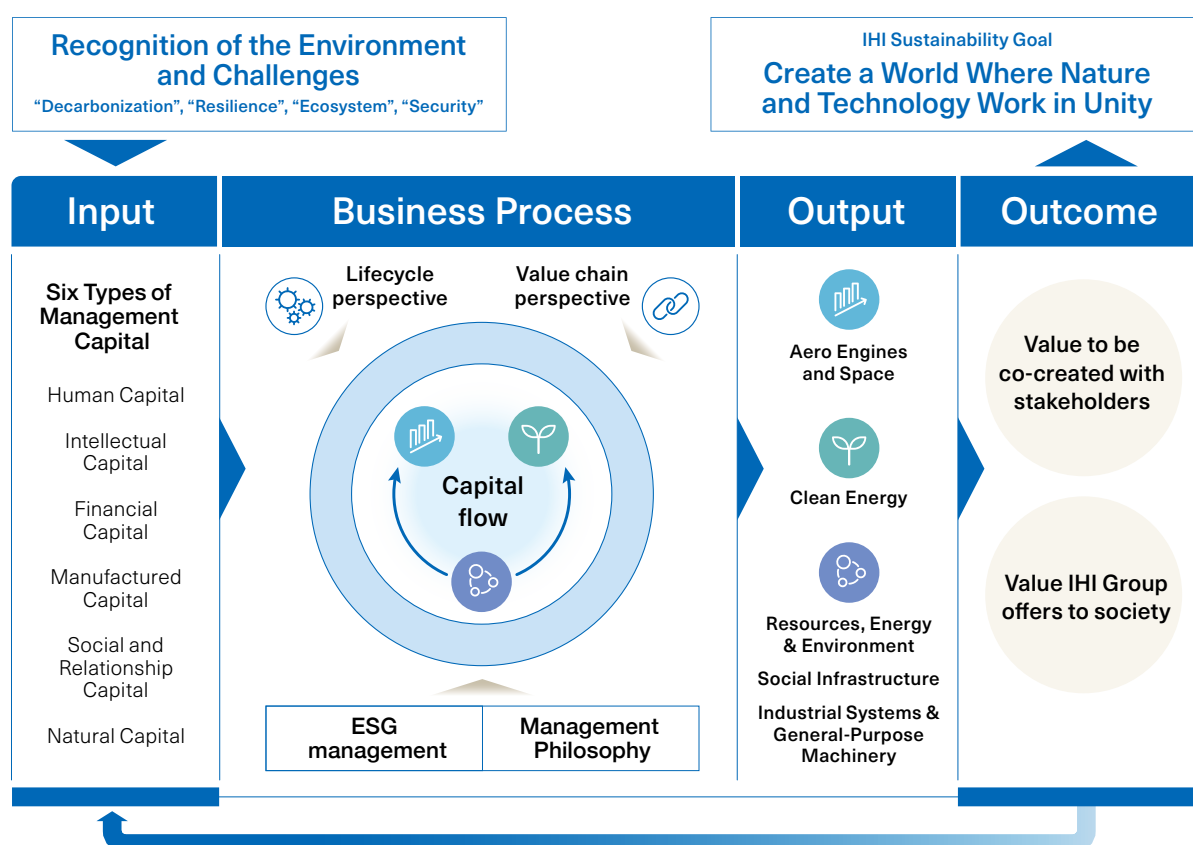 Recognition of the Environment
and Challenges
“Decarbonization”, “Resilience”, “Ecosystem”, “Security”
IHI Sustainability Goal
Create a World Where Nature
and Technology Work in Unity
Input
Business Process
Output
Outcome
Six Types of
Management
Capital
Human Capital
Intellectual
Capital
Financial
Capital
Manufactured
Capital
Social and
Relationship
Capital
Natural Capital
Lifecycle
perspective
Value chain
perspective
Capital
flow
ESG
management
Management
Philosophy
Aero Engines
and Space
Clean Energy
Resources, Energy
& Environment
Social Infrastructure
Industrial Systems &
General-Purpose
Machinery
Value to be
co-created with
stakeholders
Value IHI Group
offers to society